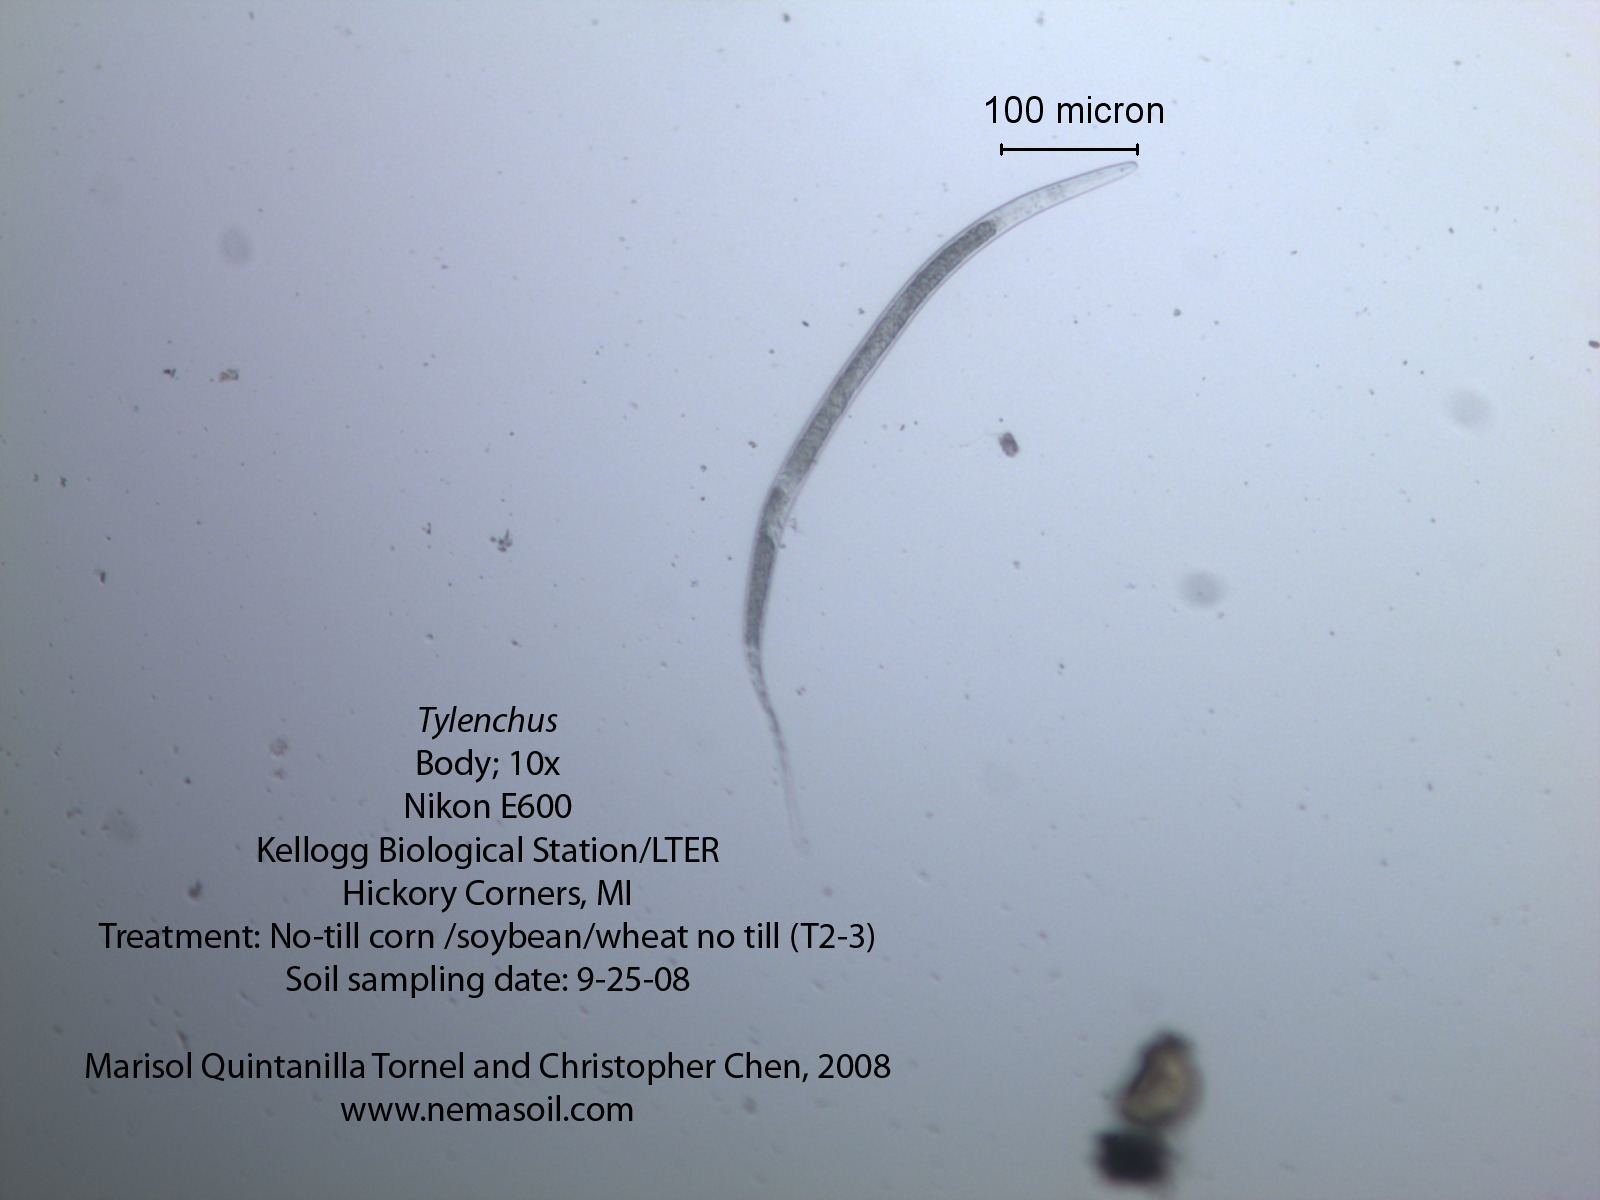 100 micron
Tylenchus
Body; 10x
Nikon E600
Kellogg Biological Station/LTER
Hickory Corners, MI
Treatment: No-till corn /soybean/wheat no till (T2-3)
Soil sampling date: 9-25-08
Marisol Quintanilla Tornel and Christopher Chen, 2008
www.nemasoil.com